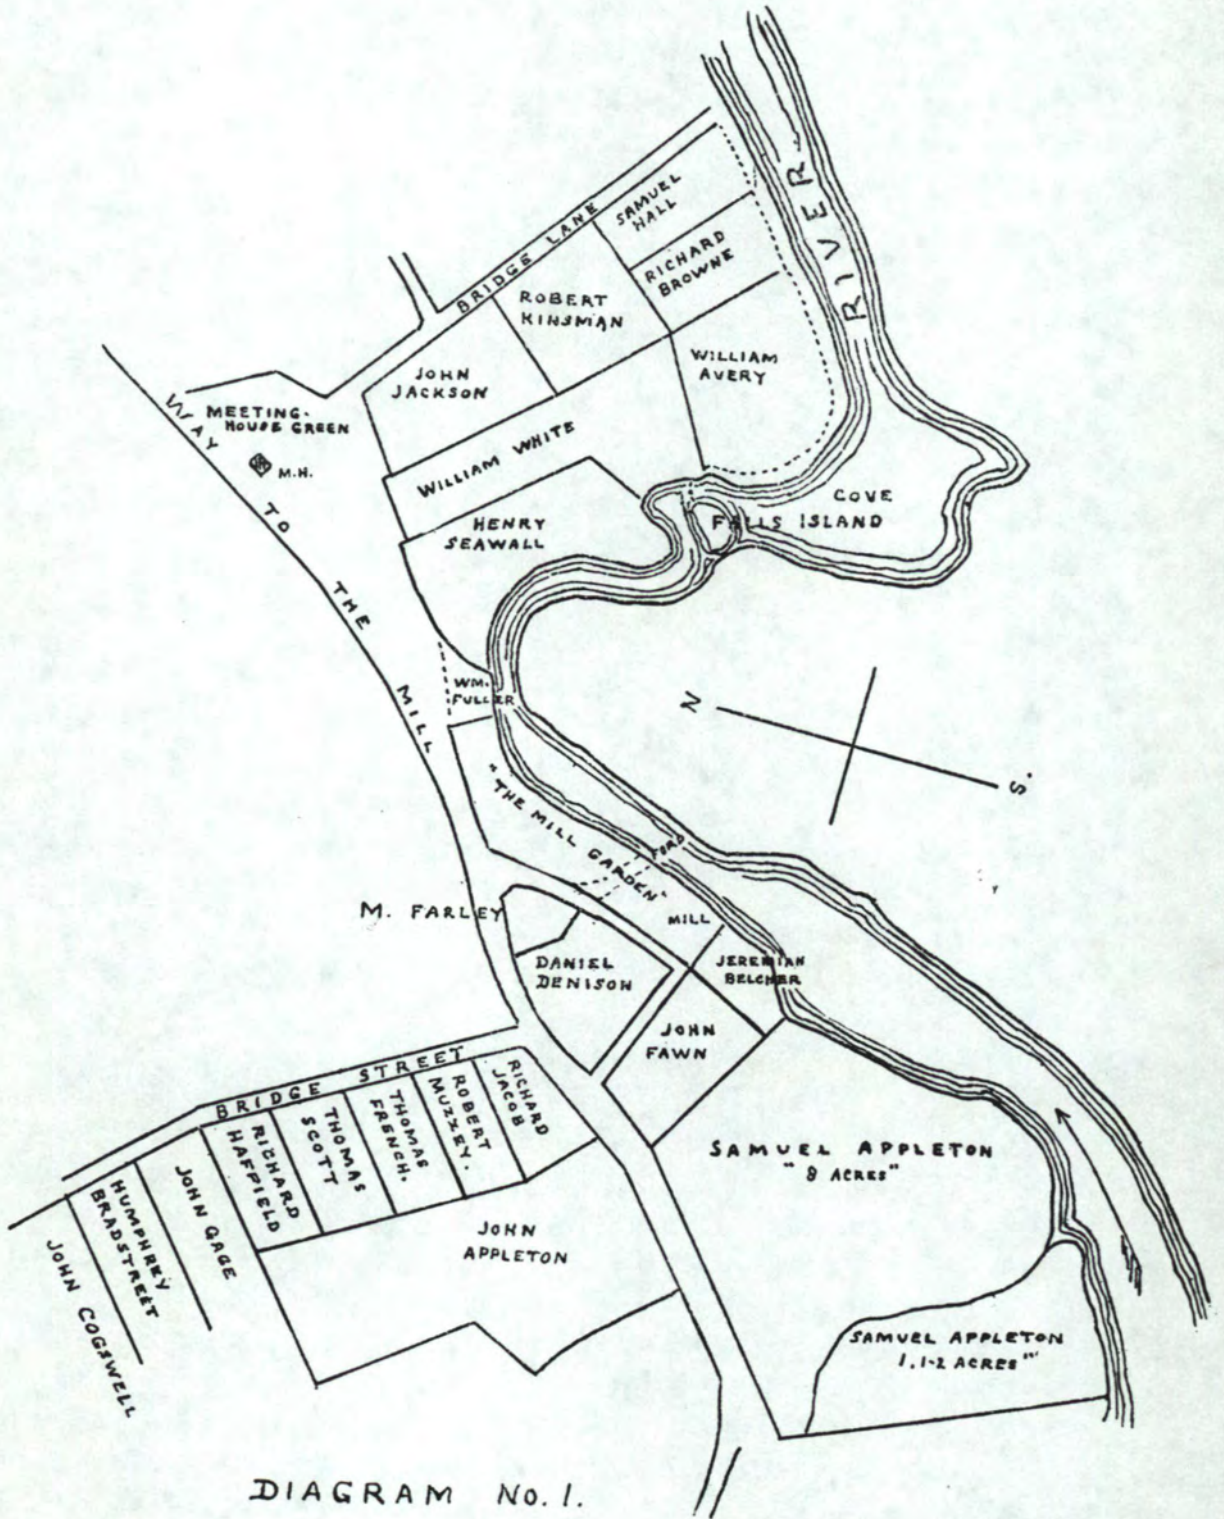 RIVER
BRIDGE LANE
SAMUEL
HALL
RICHARD
BROWNE
ROBERT
KINSMAN
WILLIAM
AVERY
JOHN
JACKSON
MEETING-
HOUSE GREEN
M.H.
WAY TO THE MILL
WILLIAM WHITE
HENRY
SEAWALL
COVE
FALLS ISLAND
WM.
FULLER
N
S.
"THE MILL GARDEN"
FORD
M. FARLEY
MILL
DANIEL
DENISON
JEREMIAH
BELCHER
JOHN
FAWN
BRIDGE STREET
RICHARD
JACOB
ROBERT
MUZZEY.
THOMAS
FRENCH.
THOMAS
SCOTT
RICHARD
HAFFIELD
JOHN GAGE
HUMPHREY
BRADSTREET
JOHN COGSWELL
JOHN
APPLETON
SAMUEL APPLETON
"8 ACRES"
SAMUEL APPLETON
1.1-2 ACRES"
DIAGRAM No. 1.